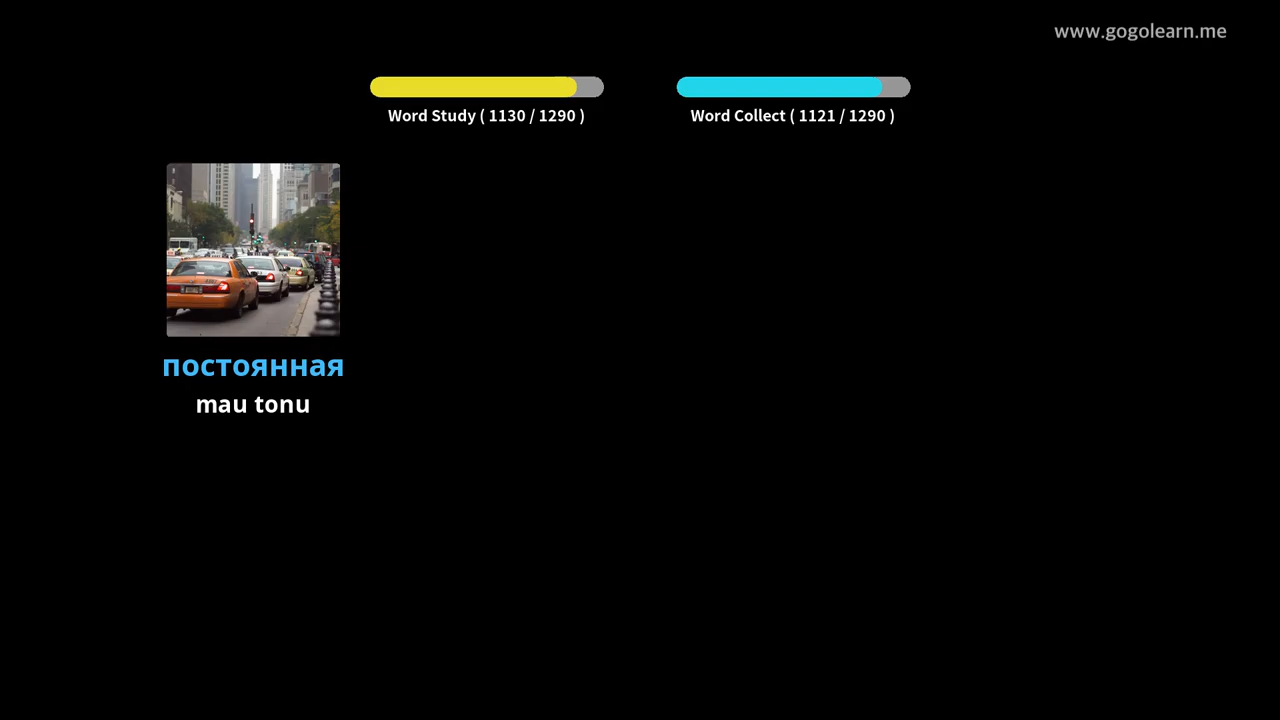 www.gogolearn.me
Word Study ( 1130 / 1290 )
Word Collect ( 1121 / 1290 )
постоянная
mau tonu